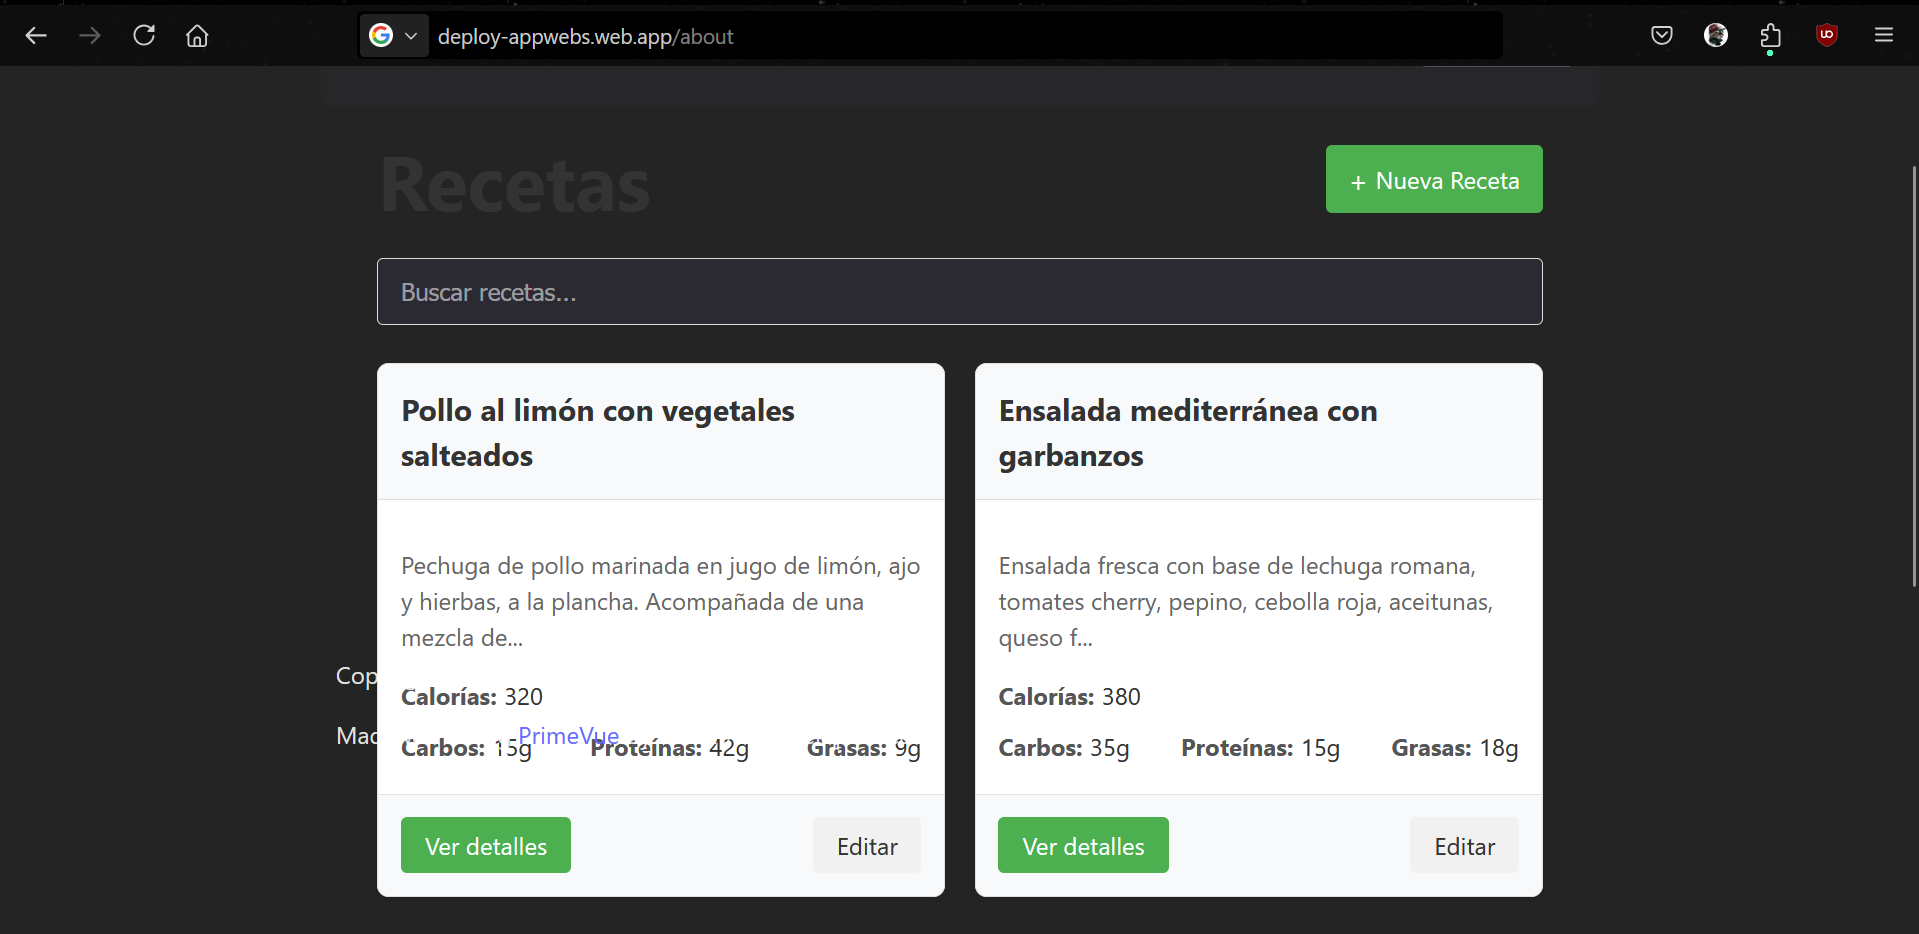 deploy-appwebs.web.app/about
Recetas
+ Nueva Receta
Buscar recetas...
Pollo al limón con vegetales
salteados
Pechuga de pollo marinada en jugo de limón, ajo
y hierbas, a la plancha. Acompañada de una
mezcla de...
Calorías: 320
Carbos: 15g Proteínas: 42g Grasas: 9g
Ver detalles Editar
Ensalada mediterránea con
garbanzos
Ensalada fresca con base de lechuga romana,
tomates cherry, pepino, cebolla roja, aceitunas,
queso f...
Calorías: 380
Carbos: 35g Proteínas: 15g Grasas: 18g
Ver detalles Editar
Cop
Mad
PrimeVue